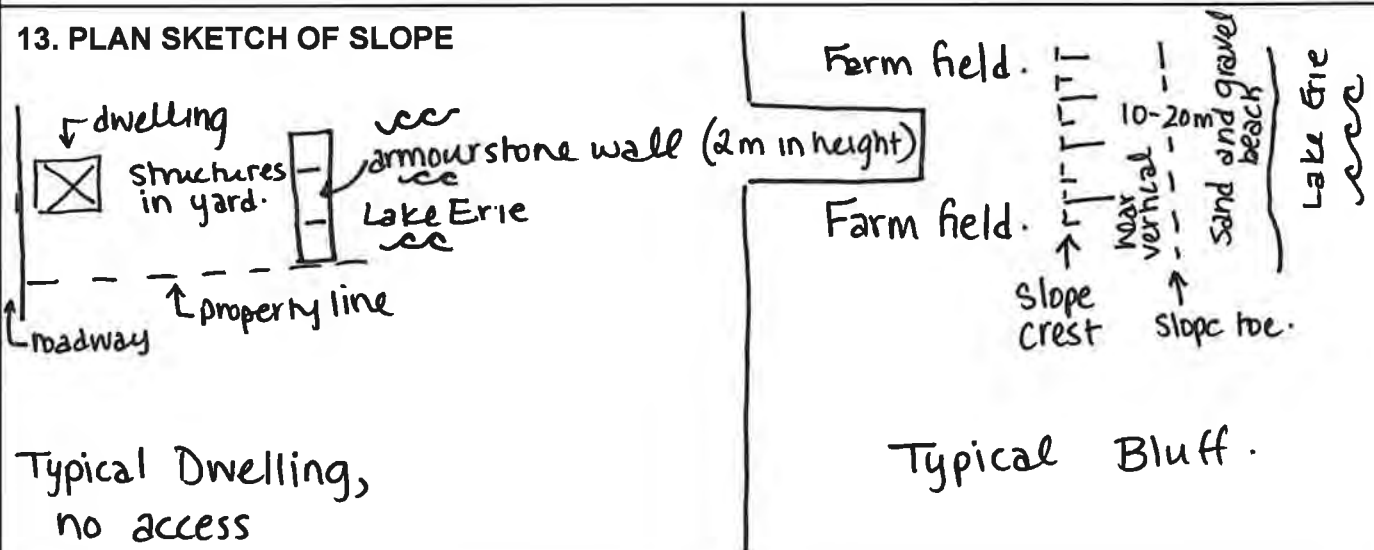 13. PLAN SKETCH OF SLOPE
dwelling
structures
in yard.
armourstone wall (2m in height)
Lake Erie
property line
roadway
Typical Dwelling,
no access
Farm field.
Farm field.
10-20m
Near
vertical
Sand and gravel
beach
Lake Erie
Slope
crest
Slope toe.
Typical Bluff.